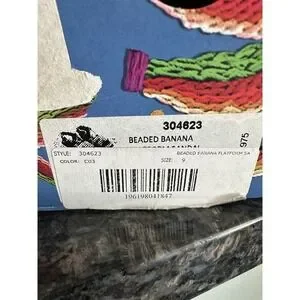 304623
BEADED BANANA
STYLE: 304623
BEADED BANANA PLATFORM SA
COLOR: C03
SIZE: 9
196198041847
975